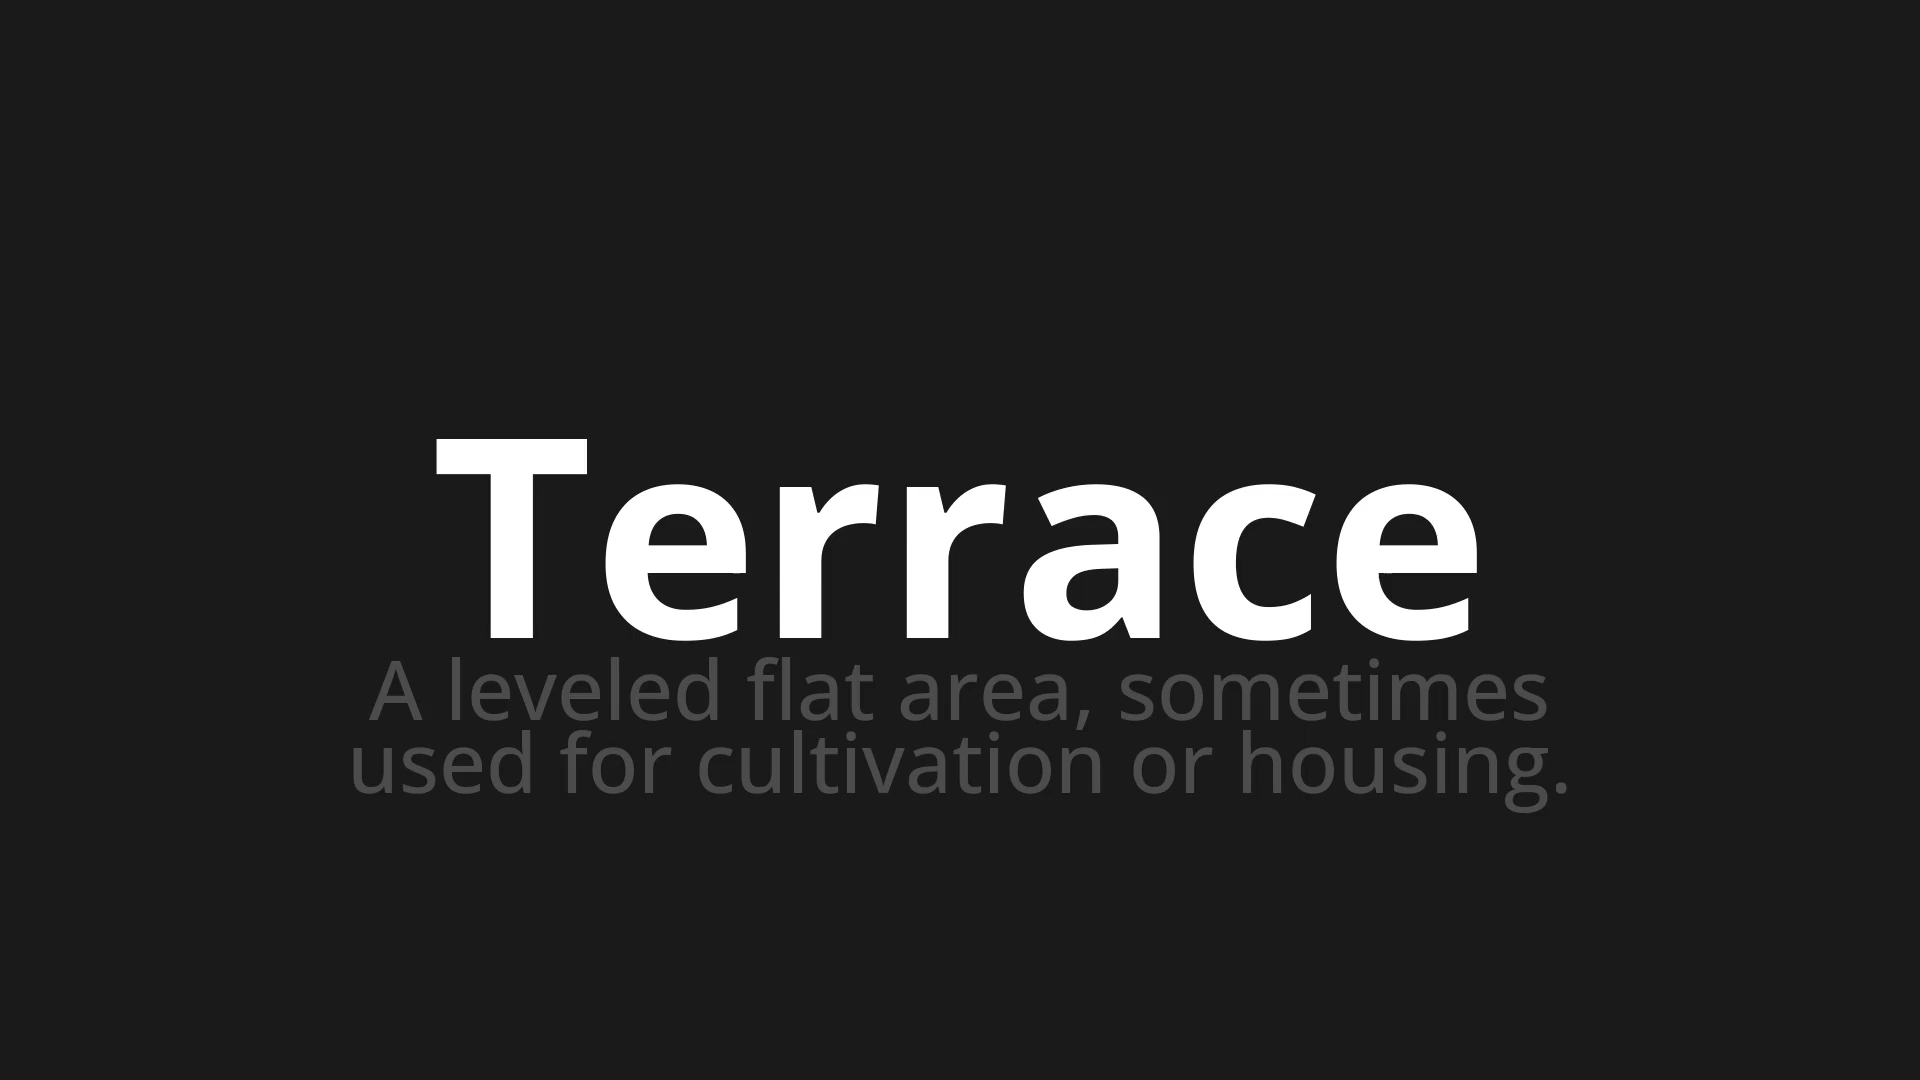 Terrace
A leveled flat area, sometimes
used for cultivation or housing.